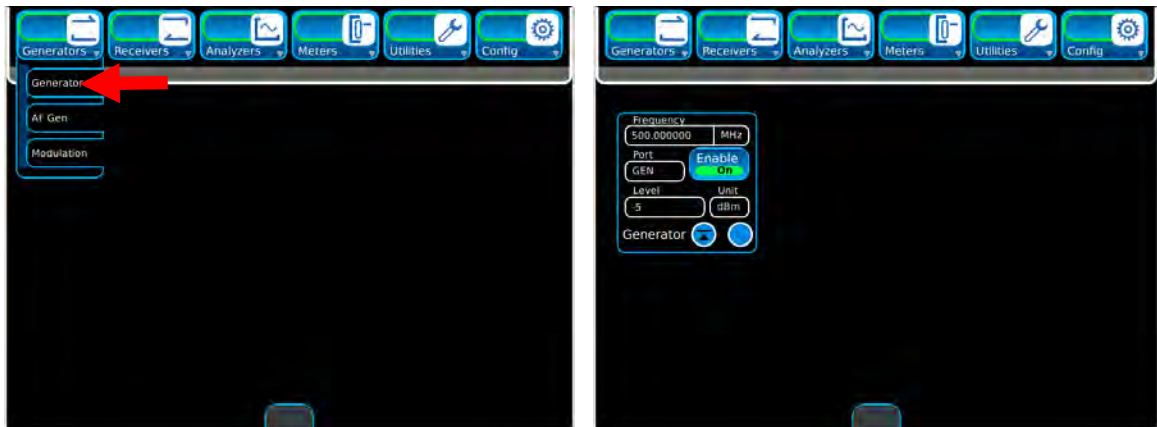 Generators Receivers Analyzers Meters Utilities Config
Generator
AF Gen
Modulation
Generators Receivers Analyzers Meters Utilities Config
Frequency
500.000000 MHz
Port
GEN
Enable
On
Level Unit
-5 dBm
Generator